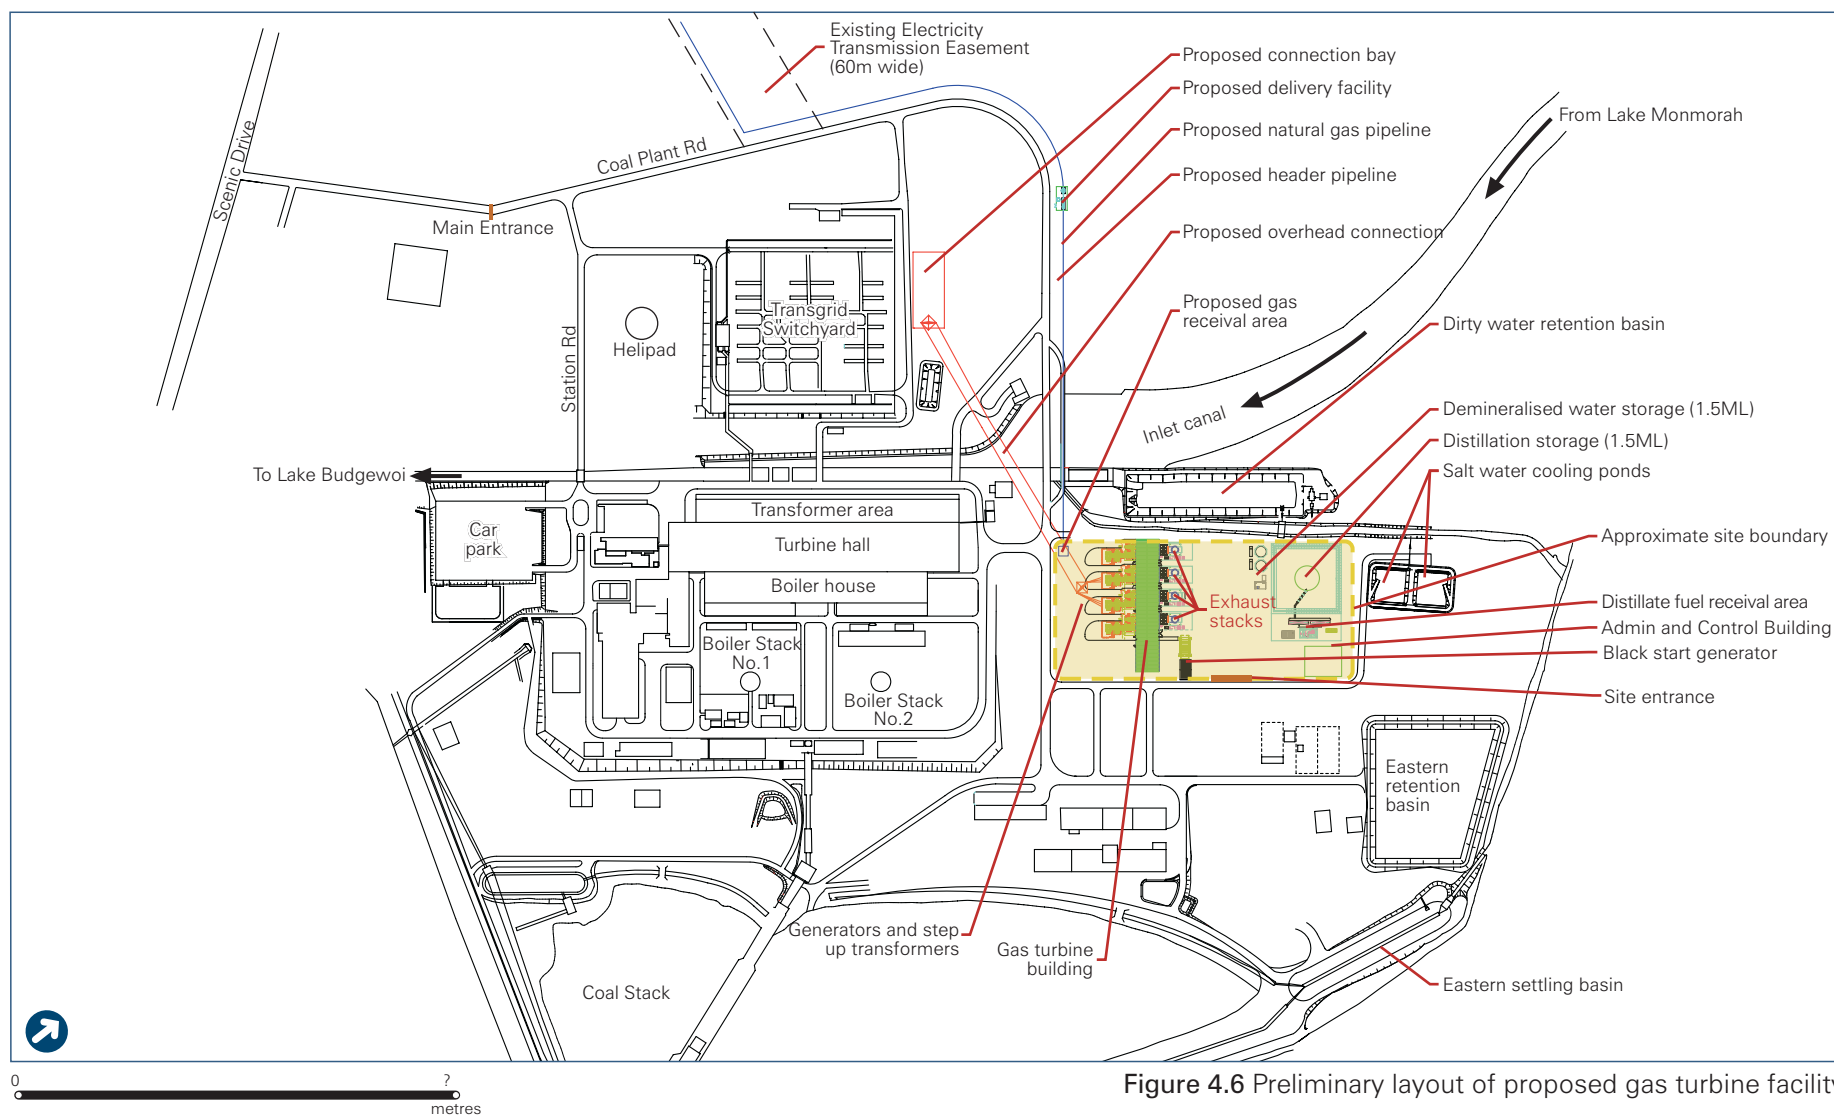 Existing Electricity
Transmission Easement
(60m wide)
Proposed connection bay
Proposed delivery facility
Proposed natural gas pipeline
Proposed header pipeline
Proposed overhead connection
Proposed gas
receival area
From Lake Monmorah
Scenic Drive
Coal Plant Rd
Main Entrance
Station Rd
Helipad
Transgrid
Switchyard
Inlet canal
Dirty water retention basin
Demineralised water storage (1.5ML)
Distillation storage (1.5ML)
Salt water cooling ponds
To Lake Budgewoi
Car
park
Transformer area
Turbine hall
Boiler house
Approximate site boundary
Exhaust
stacks
Distillate fuel receival area
Admin and Control Building
Black start generator
Site entrance
Boiler Stack
No.1
Boiler Stack
No.2
Eastern
retention
basin
Generators and step
up transformers
Gas turbine
building
Coal Stack
Eastern settling basin
0 ?
metres
Figure 4.6 Preliminary layout of proposed gas turbine facility